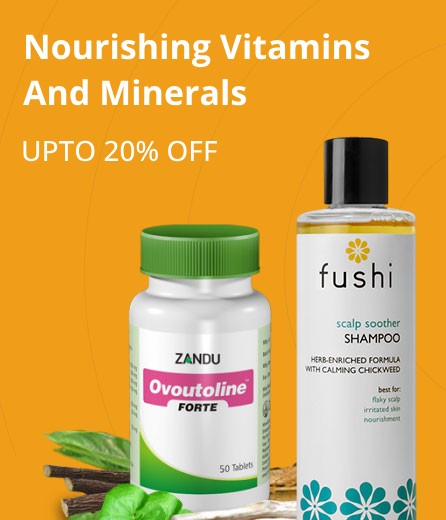 Nourishing Vitamins
And Minerals
UPTO 20% OFF
fushi
scalp soother
SHAMPOO
HERB-ENRICHED FORMULA
WITH CALMING CHICKWEED
best for:
flaky scalp
irritated skin
nourishment
ZANDU
Ovoutoline™
FORTE
50 Tablets